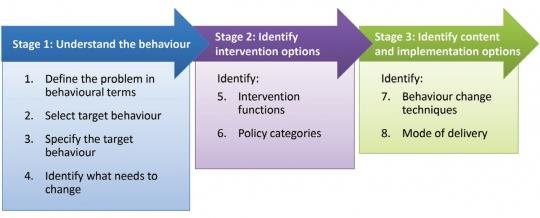 Stage 1: Understand the behaviour
1. Define the problem in
behavioural terms
2. Select target behaviour
3. Specify the target
behaviour
4. Identify what needs to
change
Stage 2: Identify
intervention options
Identify:
5. Intervention
functions
6. Policy categories
Stage 3: Identify content
and implementation options
Identify:
7. Behaviour change
techniques
8. Mode of delivery